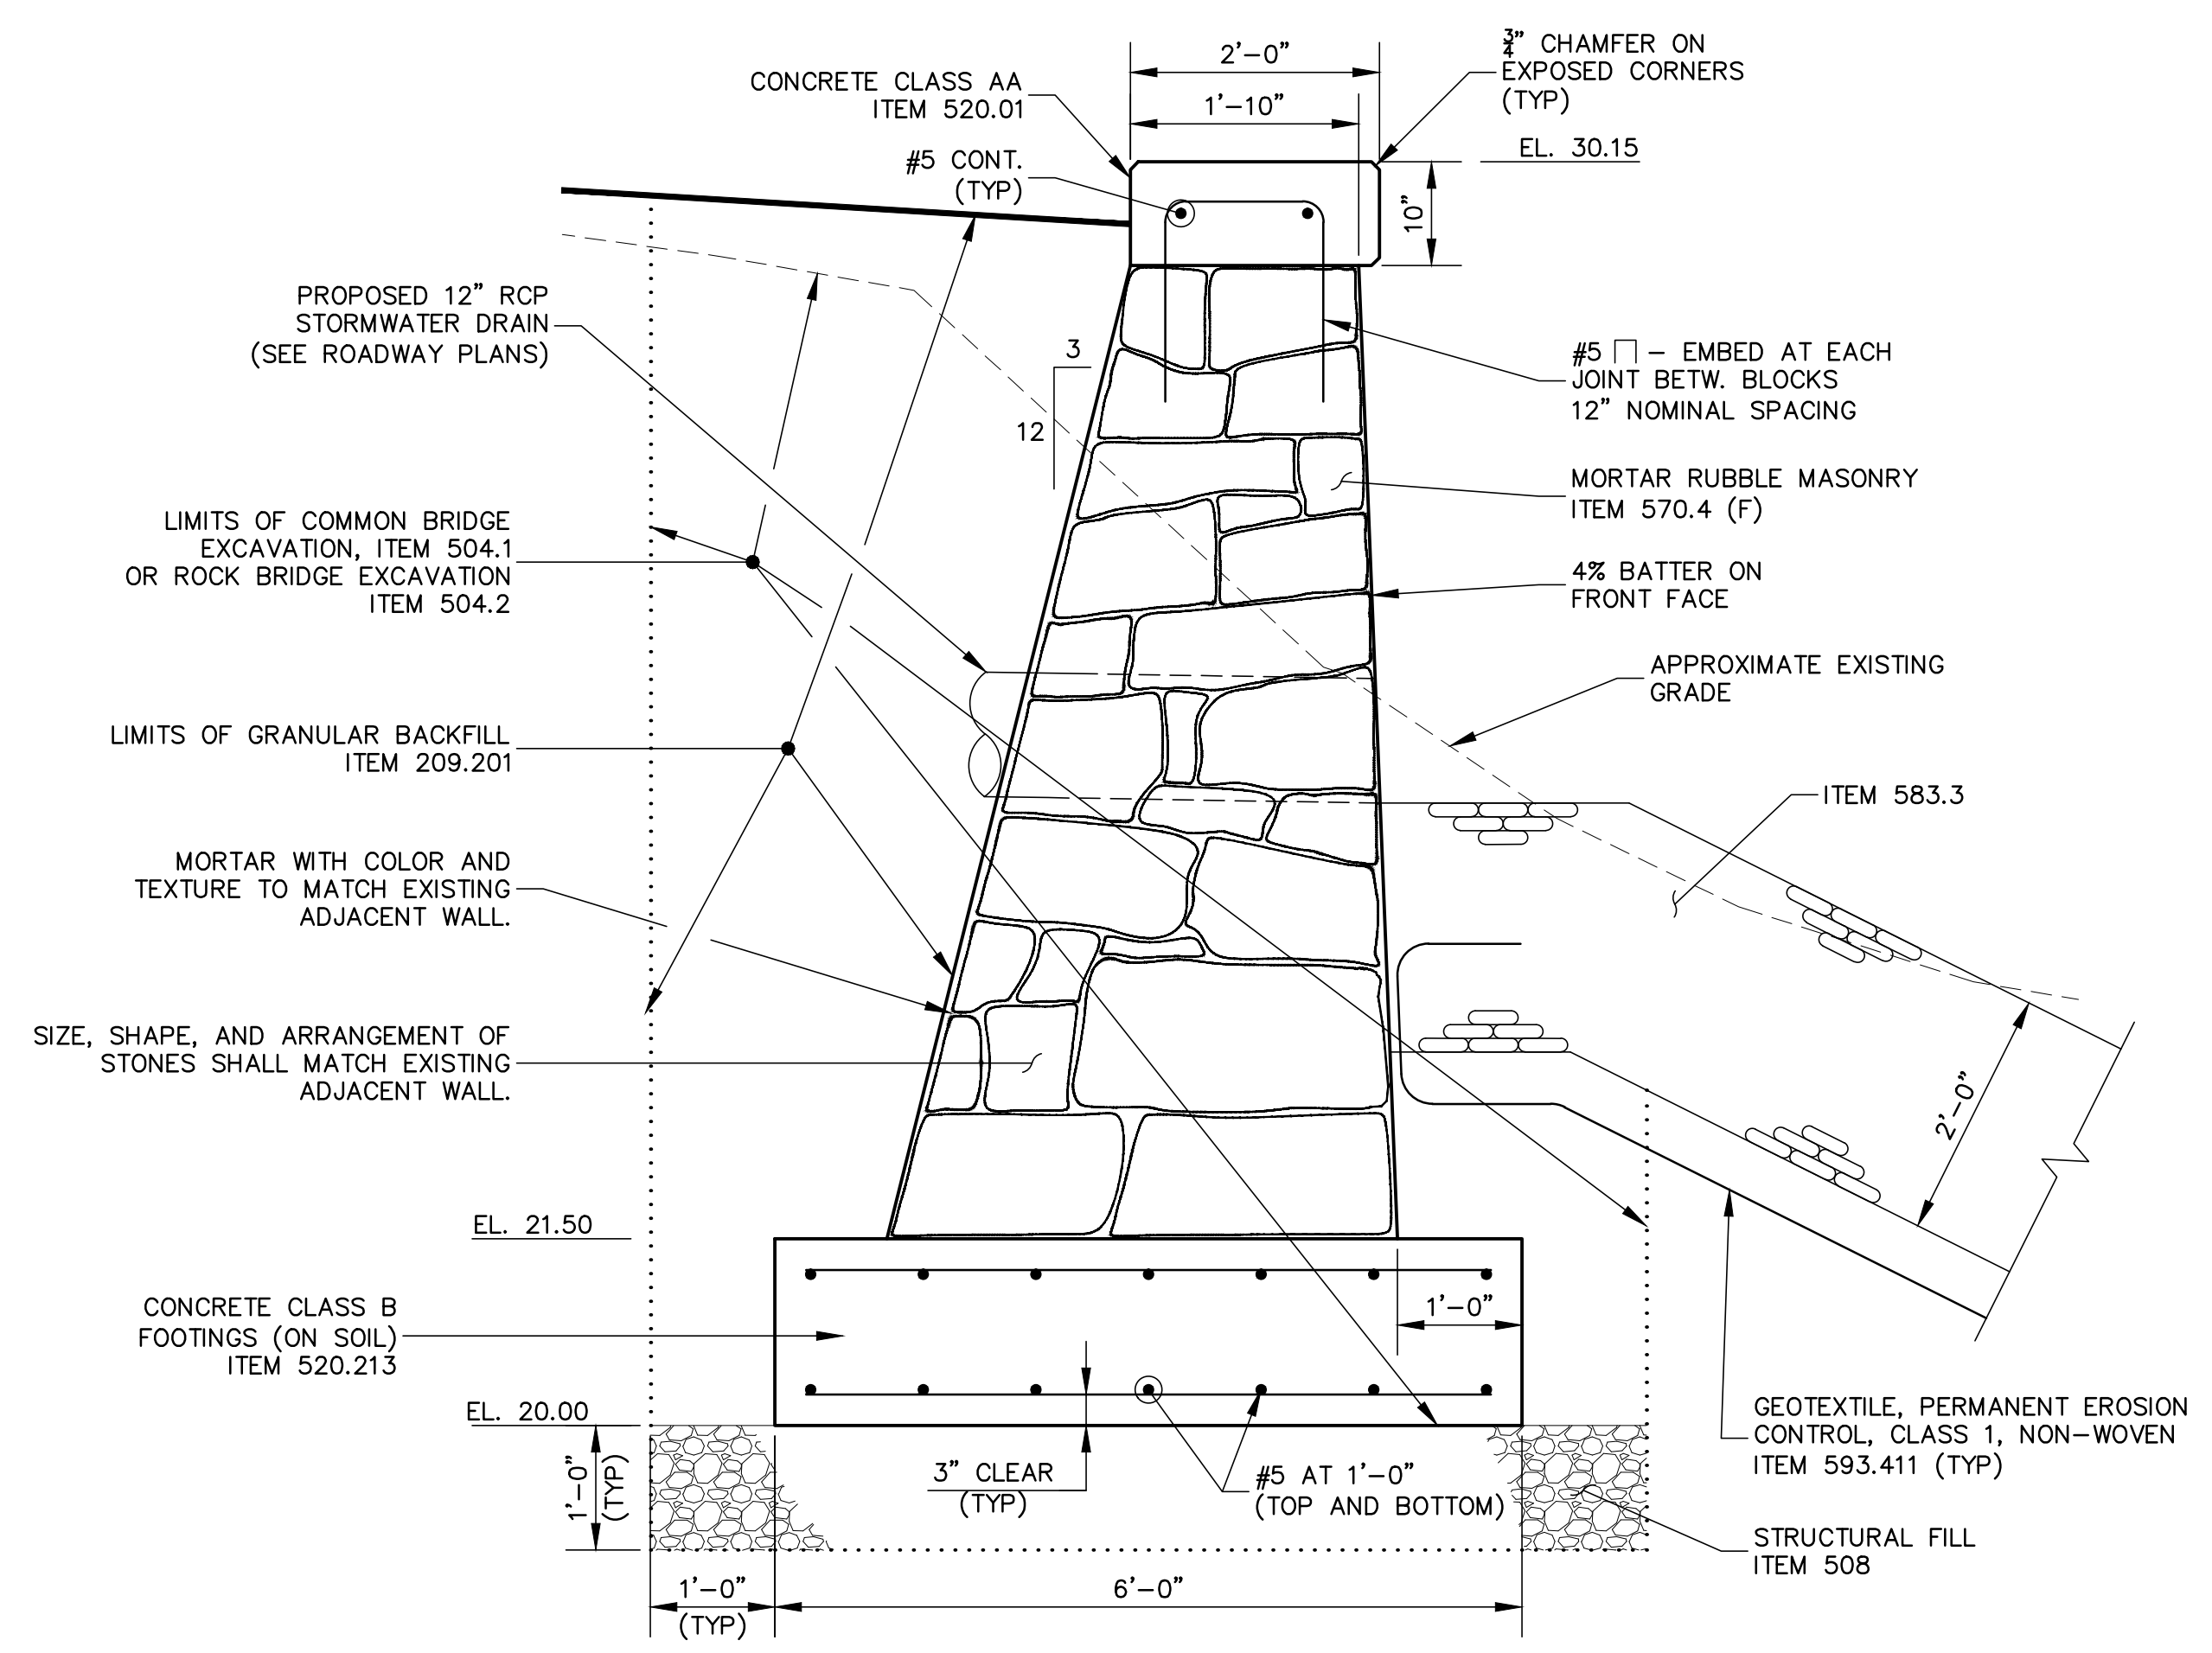 2'-0"
1'-10"
CONCRETE CLASS AA
ITEM 520.01
#5 CONT.
(TYP)
3/4" CHAMFER ON
EXPOSED CORNERS
(TYP)
EL. 30.15
10"
PROPOSED 12" RCP
STORMWATER DRAIN
(SEE ROADWAY PLANS)
3
12
#5 ⊓ – EMBED AT EACH
JOINT BETW. BLOCKS
12" NOMINAL SPACING
MORTAR RUBBLE MASONRY
ITEM 570.4 (F)
LIMITS OF COMMON BRIDGE
EXCAVATION, ITEM 504.1
OR ROCK BRIDGE EXCAVATION
ITEM 504.2
4% BATTER ON
FRONT FACE
APPROXIMATE EXISTING
GRADE
LIMITS OF GRANULAR BACKFILL
ITEM 209.201
ITEM 583.3
MORTAR WITH COLOR AND
TEXTURE TO MATCH EXISTING
ADJACENT WALL.
SIZE, SHAPE, AND ARRANGEMENT OF
STONES SHALL MATCH EXISTING
ADJACENT WALL.
2'-0"
EL. 21.50
CONCRETE CLASS B
FOOTINGS (ON SOIL)
ITEM 520.213
1'-0"
EL. 20.00
1'-0"
(TYP)
3" CLEAR
(TYP)
#5 AT 1'-0"
(TOP AND BOTTOM)
GEOTEXTILE, PERMANENT EROSION
CONTROL, CLASS 1, NON-WOVEN
ITEM 593.411 (TYP)
STRUCTURAL FILL
ITEM 508
1'-0"
(TYP)
6'-0"